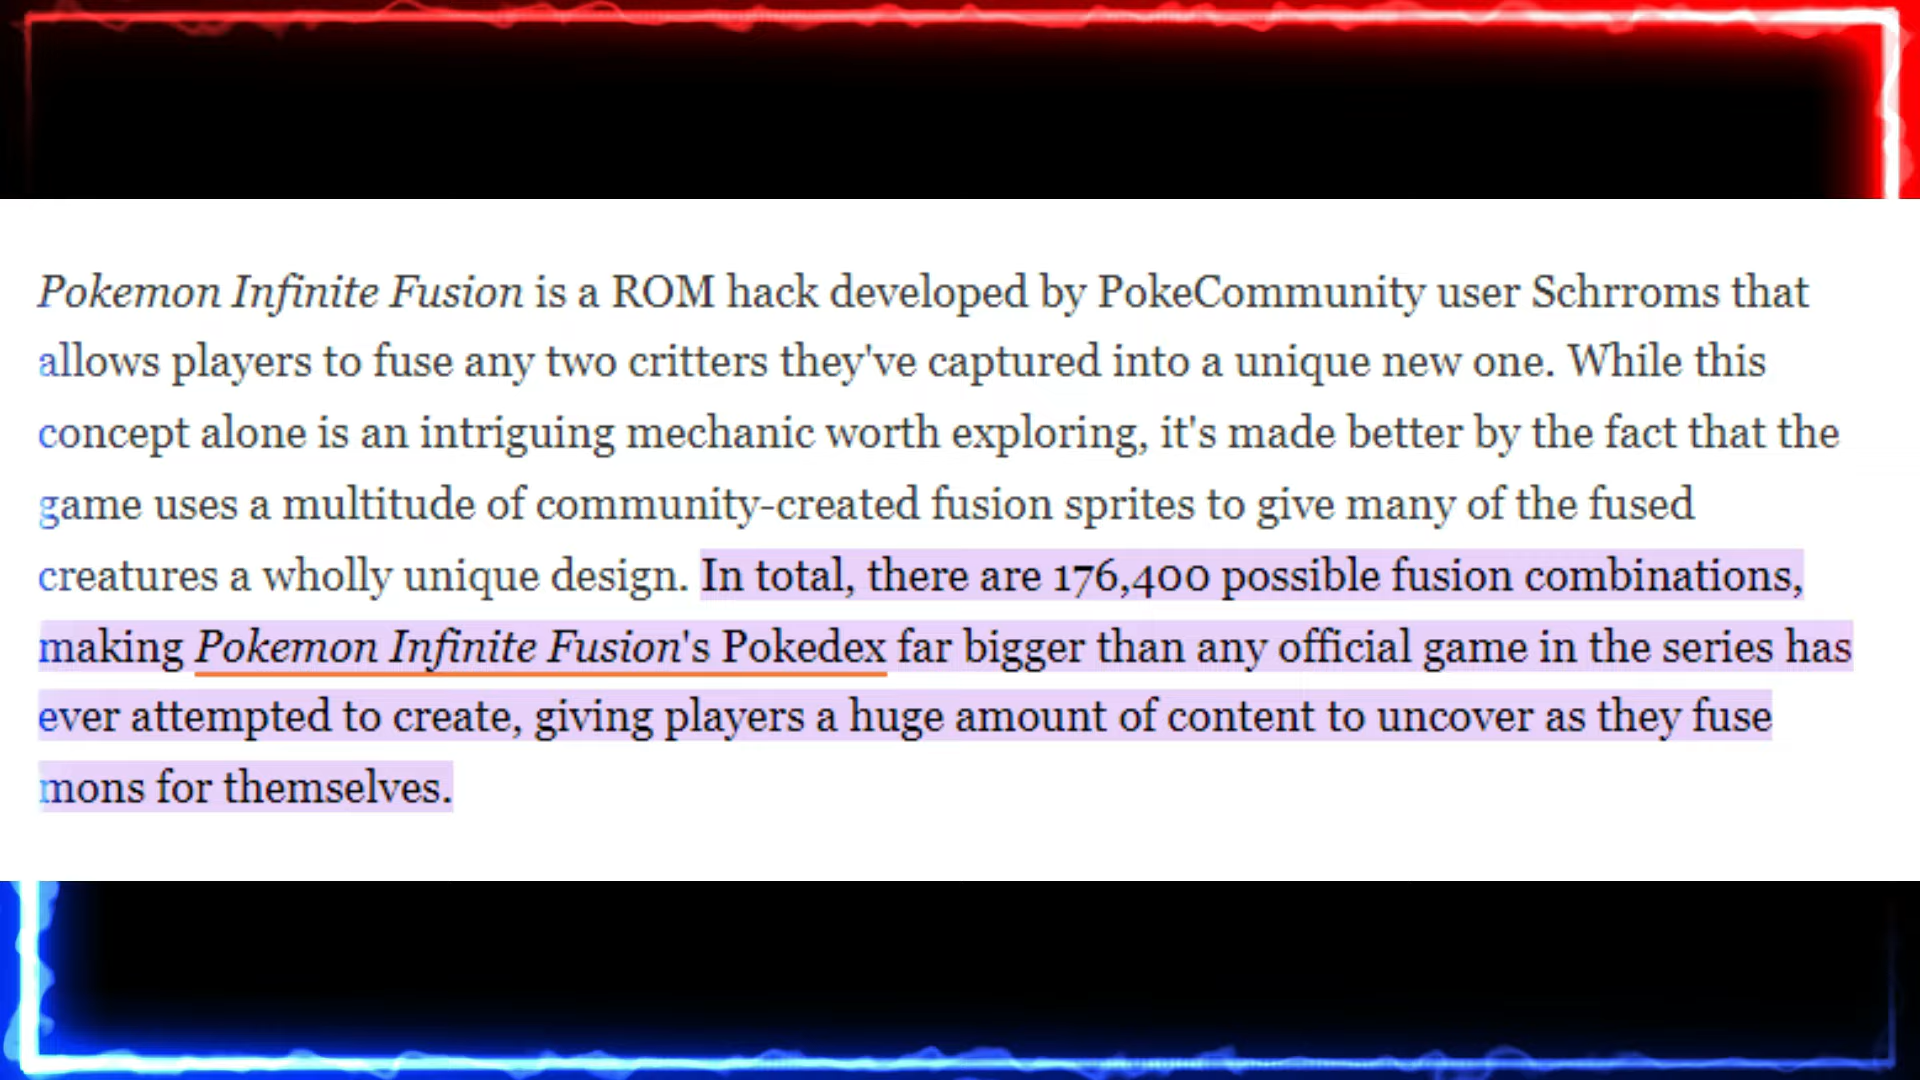 Pokemon Infinite Fusion is a ROM hack developed by PokeCommunity user Schrroms that
allows players to fuse any two critters they've captured into a unique new one. While this
concept alone is an intriguing mechanic worth exploring, it's made better by the fact that the
game uses a multitude of community-created fusion sprites to give many of the fused
creatures a wholly unique design. In total, there are 176,400 possible fusion combinations,
making Pokemon Infinite Fusion's Pokedex far bigger than any official game in the series has
ever attempted to create, giving players a huge amount of content to uncover as they fuse
mons for themselves.